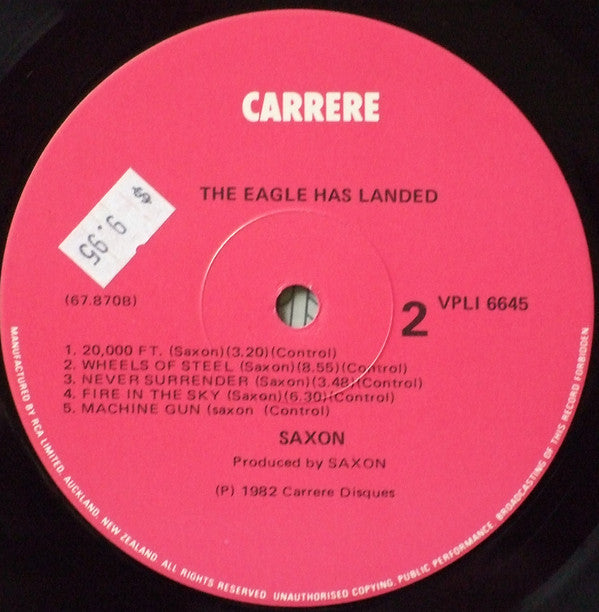 CARRERE
THE EAGLE HAS LANDED
$ 9.95
(67.870B)
2 VPLI 6645
1. 20,000 FT. (Saxon)(3.20)(Control)
2. WHEELS OF STEEL (Saxon)(8.55)(Control)
3. NEVER SURRENDER (Saxon)(3.48)(Control)
4. FIRE IN THE SKY (Saxon)(6.30)(Control)
5. MACHINE GUN (saxon (Control)
SAXON
Produced by SAXON
(P) 1982 Carrere Disques
MANUFACTURED BY RCA LIMITED, AUCKLAND, NEW ZEALAND. ALL RIGHTS RESERVED. UNAUTHORISED COPYING, PUBLIC PERFORMANCE, BROADCASTING OF THIS RECORD FORBIDDEN.